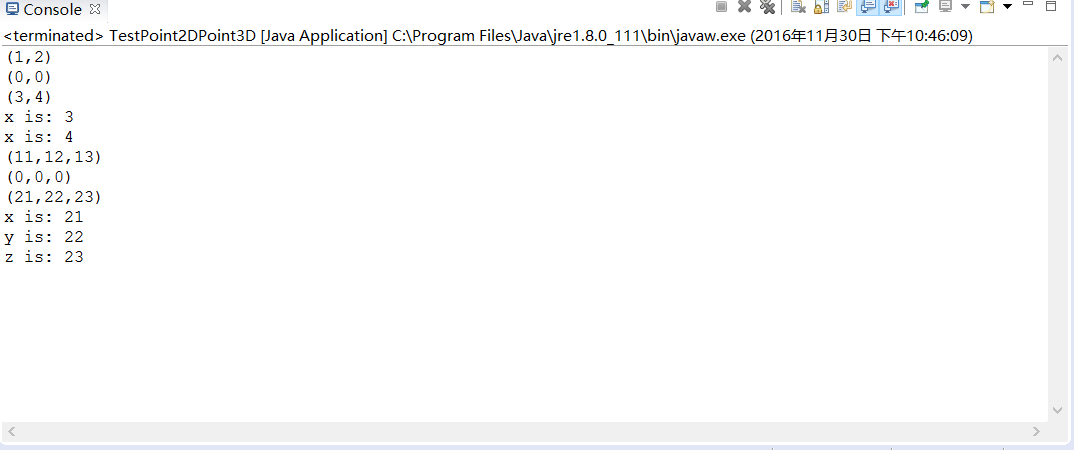 Console
<terminated> TestPoint2DPoint3D [Java Application] C:\Program Files\Java\jre1.8.0_111\bin\javaw.exe (2016年11月30日 下午10:46:09)
(1,2)
(0,0)
(3,4)
x is: 3
x is: 4
(11,12,13)
(0,0,0)
(21,22,23)
x is: 21
y is: 22
z is: 23